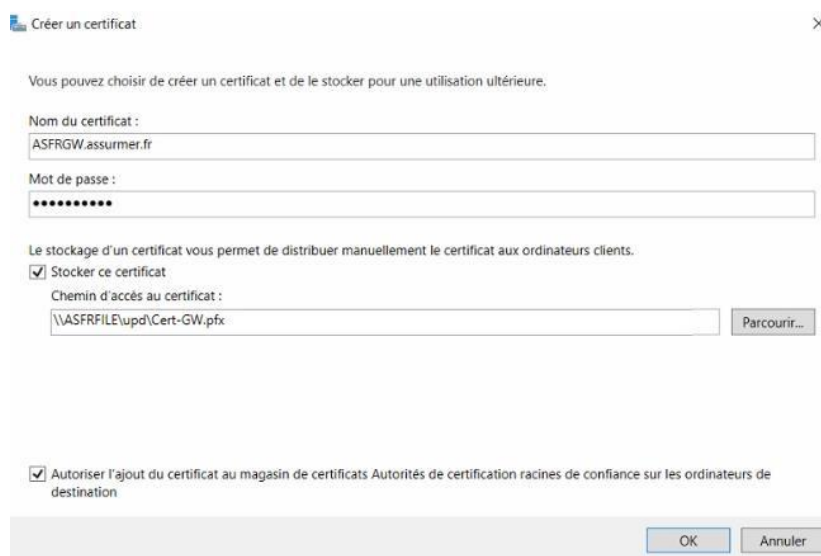 Créer un certificat
Vous pouvez choisir de créer un certificat et de le stocker pour une utilisation ultérieure.
Nom du certificat :
ASFRGW.assurmer.fr
Mot de passe :
••••••••••
Le stockage d'un certificat vous permet de distribuer manuellement le certificat aux ordinateurs clients.
Stocker ce certificat
Chemin d'accès au certificat :
\\ASFRFILE\upd\Cert-GW.pfx
Parcourir...
Autoriser l'ajout du certificat au magasin de certificats Autorités de certification racines de confiance sur les ordinateurs de
destination
OK
Annuler